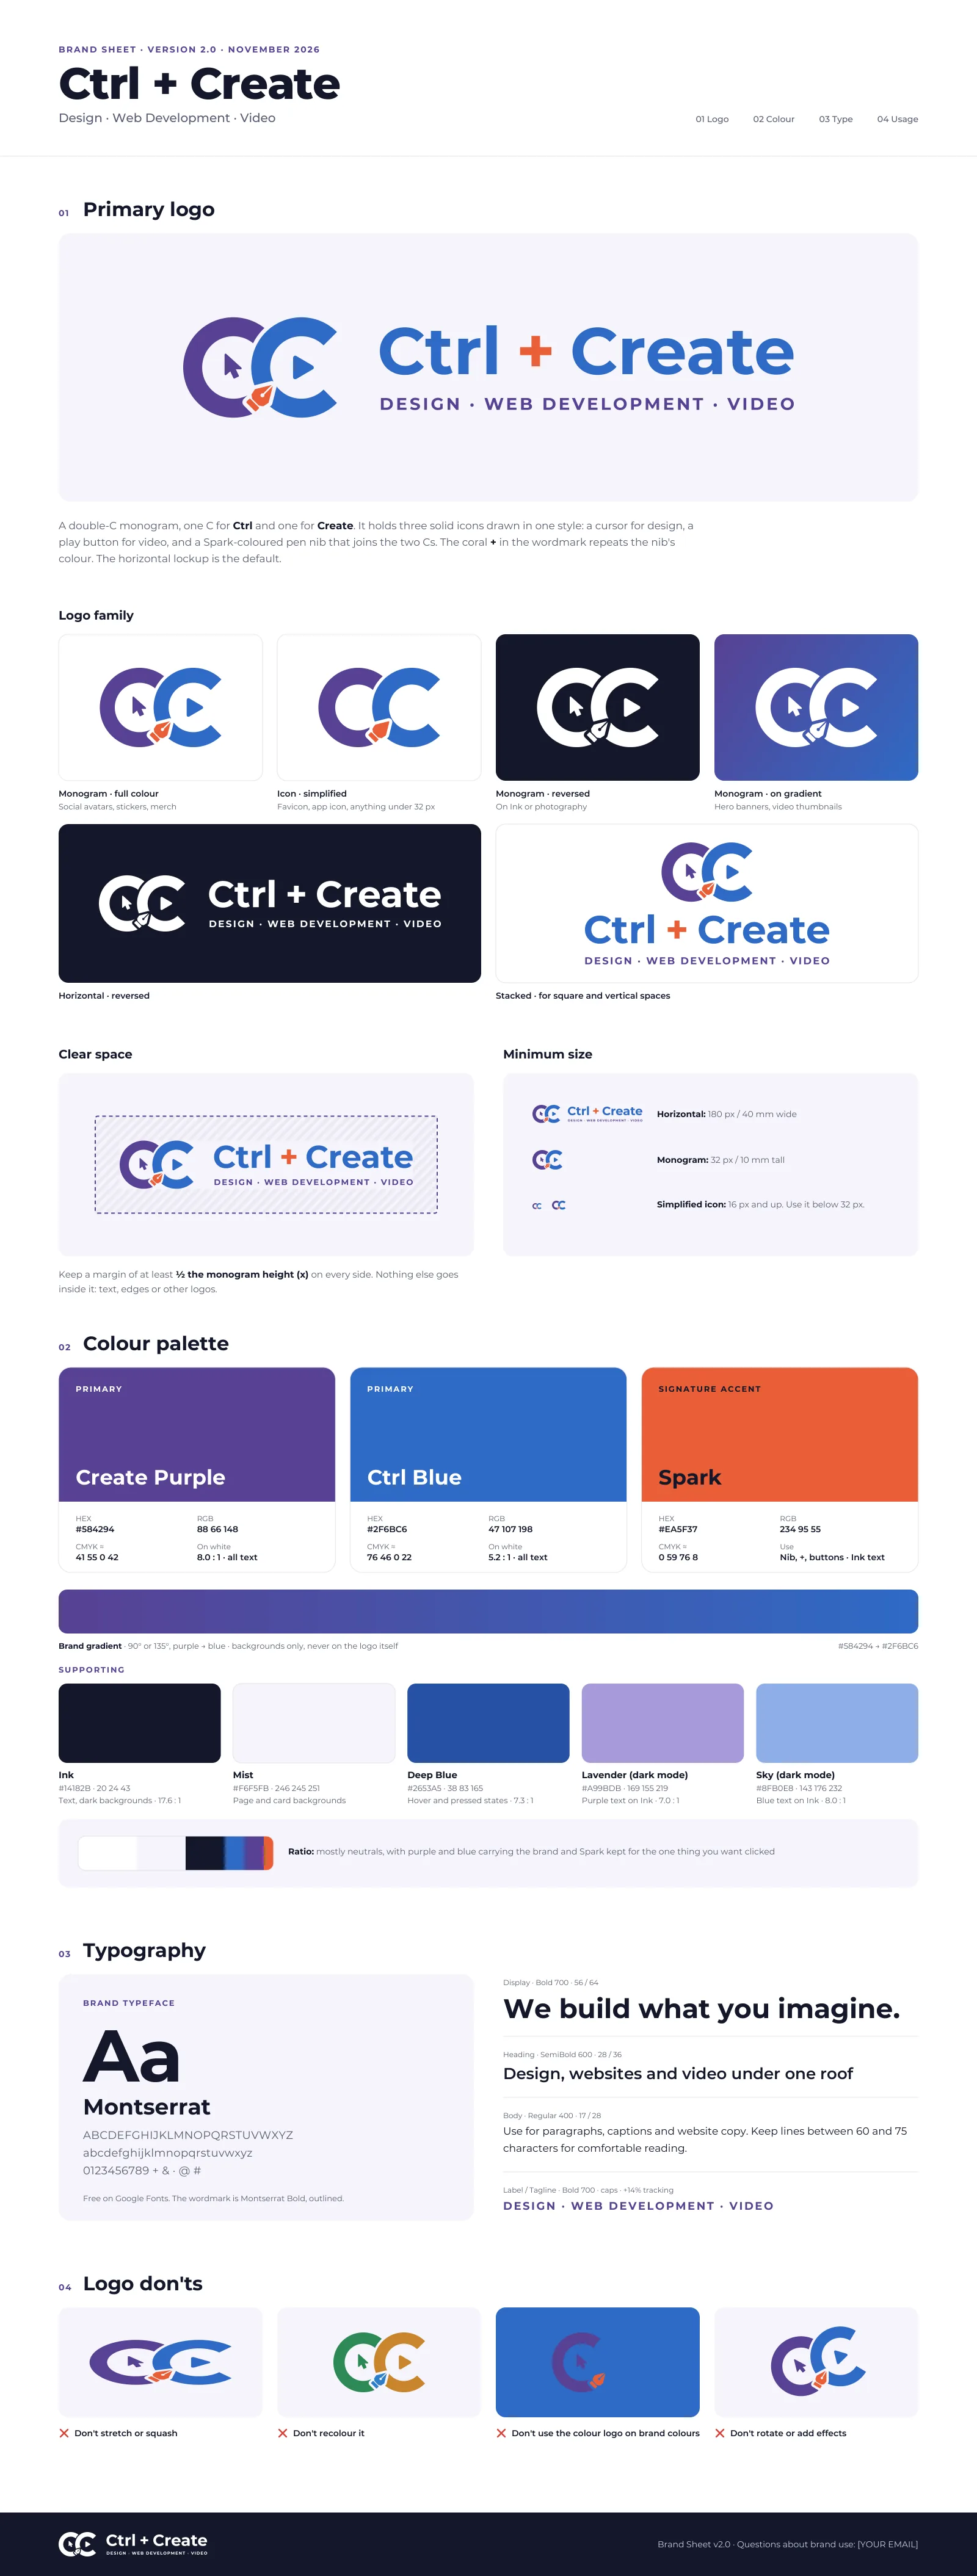 BRAND SHEET · VERSION 2.0 · NOVEMBER 2026
Ctrl + Create
Design · Web Development · Video
01 Logo 02 Colour 03 Type 04 Usage
01 Primary logo
Ctrl + Create
DESIGN · WEB DEVELOPMENT · VIDEO
A double-C monogram, one C for Ctrl and one for Create. It holds three solid icons drawn in one style: a cursor for design, a
play button for video, and a Spark-coloured pen nib that joins the two Cs. The coral + in the wordmark repeats the nib's
colour. The horizontal lockup is the default.
Logo family
Monogram · full colour
Social avatars, stickers, merch
Icon · simplified
Favicon, app icon, anything under 32 px
Monogram · reversed
On Ink or photography
Monogram · on gradient
Hero banners, video thumbnails
Ctrl + Create
DESIGN · WEB DEVELOPMENT · VIDEO
Horizontal · reversed
Ctrl + Create
DESIGN · WEB DEVELOPMENT · VIDEO
Stacked · for square and vertical spaces
Clear space
Ctrl + Create
DESIGN · WEB DEVELOPMENT · VIDEO
Keep a margin of at least ½ the monogram height (x) on every side. Nothing else goes
inside it: text, edges or other logos.
Minimum size
Ctrl + Create
DESIGN · WEB DEVELOPMENT · VIDEO
Horizontal: 180 px / 40 mm wide
Monogram: 32 px / 10 mm tall
Simplified icon: 16 px and up. Use it below 32 px.
02 Colour palette
PRIMARY
Create Purple
HEX
#584294
RGB
88 66 148
CMYK ≈
41 55 0 42
On white
8.0 : 1 · all text
PRIMARY
Ctrl Blue
HEX
#2F6BC6
RGB
47 107 198
CMYK ≈
76 46 0 22
On white
5.2 : 1 · all text
SIGNATURE ACCENT
Spark
HEX
#EA5F37
RGB
234 95 55
CMYK ≈
0 59 76 8
Use
Nib, +, buttons · Ink text
Brand gradient · 90° or 135°, purple → blue · backgrounds only, never on the logo itself
#584294 → #2F6BC6
SUPPORTING
Ink
#14182B · 20 24 43
Text, dark backgrounds · 17.6 : 1
Mist
#F6F5FB · 246 245 251
Page and card backgrounds
Deep Blue
#2653A5 · 38 83 165
Hover and pressed states · 7.3 : 1
Lavender (dark mode)
#A99BDB · 169 155 219
Purple text on Ink · 7.0 : 1
Sky (dark mode)
#8FB0E8 · 143 176 232
Blue text on Ink · 8.0 : 1
Ratio: mostly neutrals, with purple and blue carrying the brand and Spark kept for the one thing you want clicked
03 Typography
BRAND TYPEFACE
Aa
Montserrat
ABCDEFGHIJKLMNOPQRSTUVWXYZ
abcdefghijklmnopqrstuvwxyz
0123456789 + & · @ #
Free on Google Fonts. The wordmark is Montserrat Bold, outlined.
Display · Bold 700 · 56 / 64
We build what you imagine.
Heading · SemiBold 600 · 28 / 36
Design, websites and video under one roof
Body · Regular 400 · 17 / 28
Use for paragraphs, captions and website copy. Keep lines between 60 and 75
characters for comfortable reading.
Label / Tagline · Bold 700 · caps · +14% tracking
DESIGN · WEB DEVELOPMENT · VIDEO
04 Logo don'ts
❌ Don't stretch or squash
❌ Don't recolour it
❌ Don't use the colour logo on brand colours
❌ Don't rotate or add effects
Ctrl + Create
DESIGN · WEB DEVELOPMENT · VIDEO
Brand Sheet v2.0 · Questions about brand use: [YOUR EMAIL]